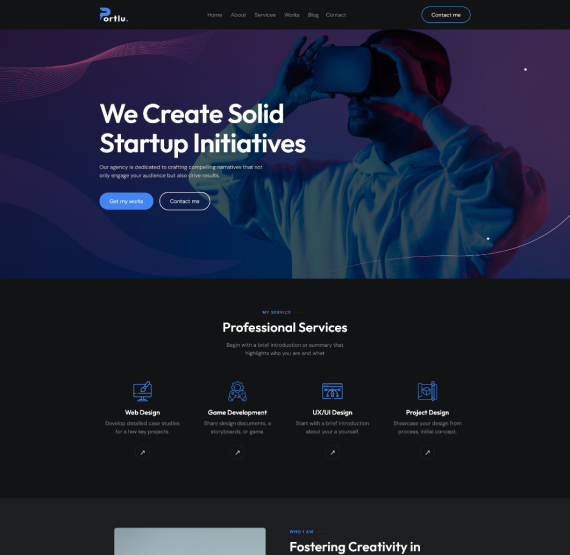 Portlu.
Home About Services Works Blog Contact
Contact me
We Create Solid
Startup Initiatives
Our agency is dedicated to crafting compelling narratives that not
only engage your audience but also drive results.
Get my works
Contact me
MY SERVICE
Professional Services
Begin with a brief introduction or summary that
highlights who you are and what
Web Design
Develop detailed case studies
for a few key projects.
Game Development
Share design documents, a
storyboards, or game.
UX/UI Design
Start with a brief introduction
about your a yourself.
Project Design
Showcase your design from
process, initial concept.
WHO I AM
Fostering Creativity in